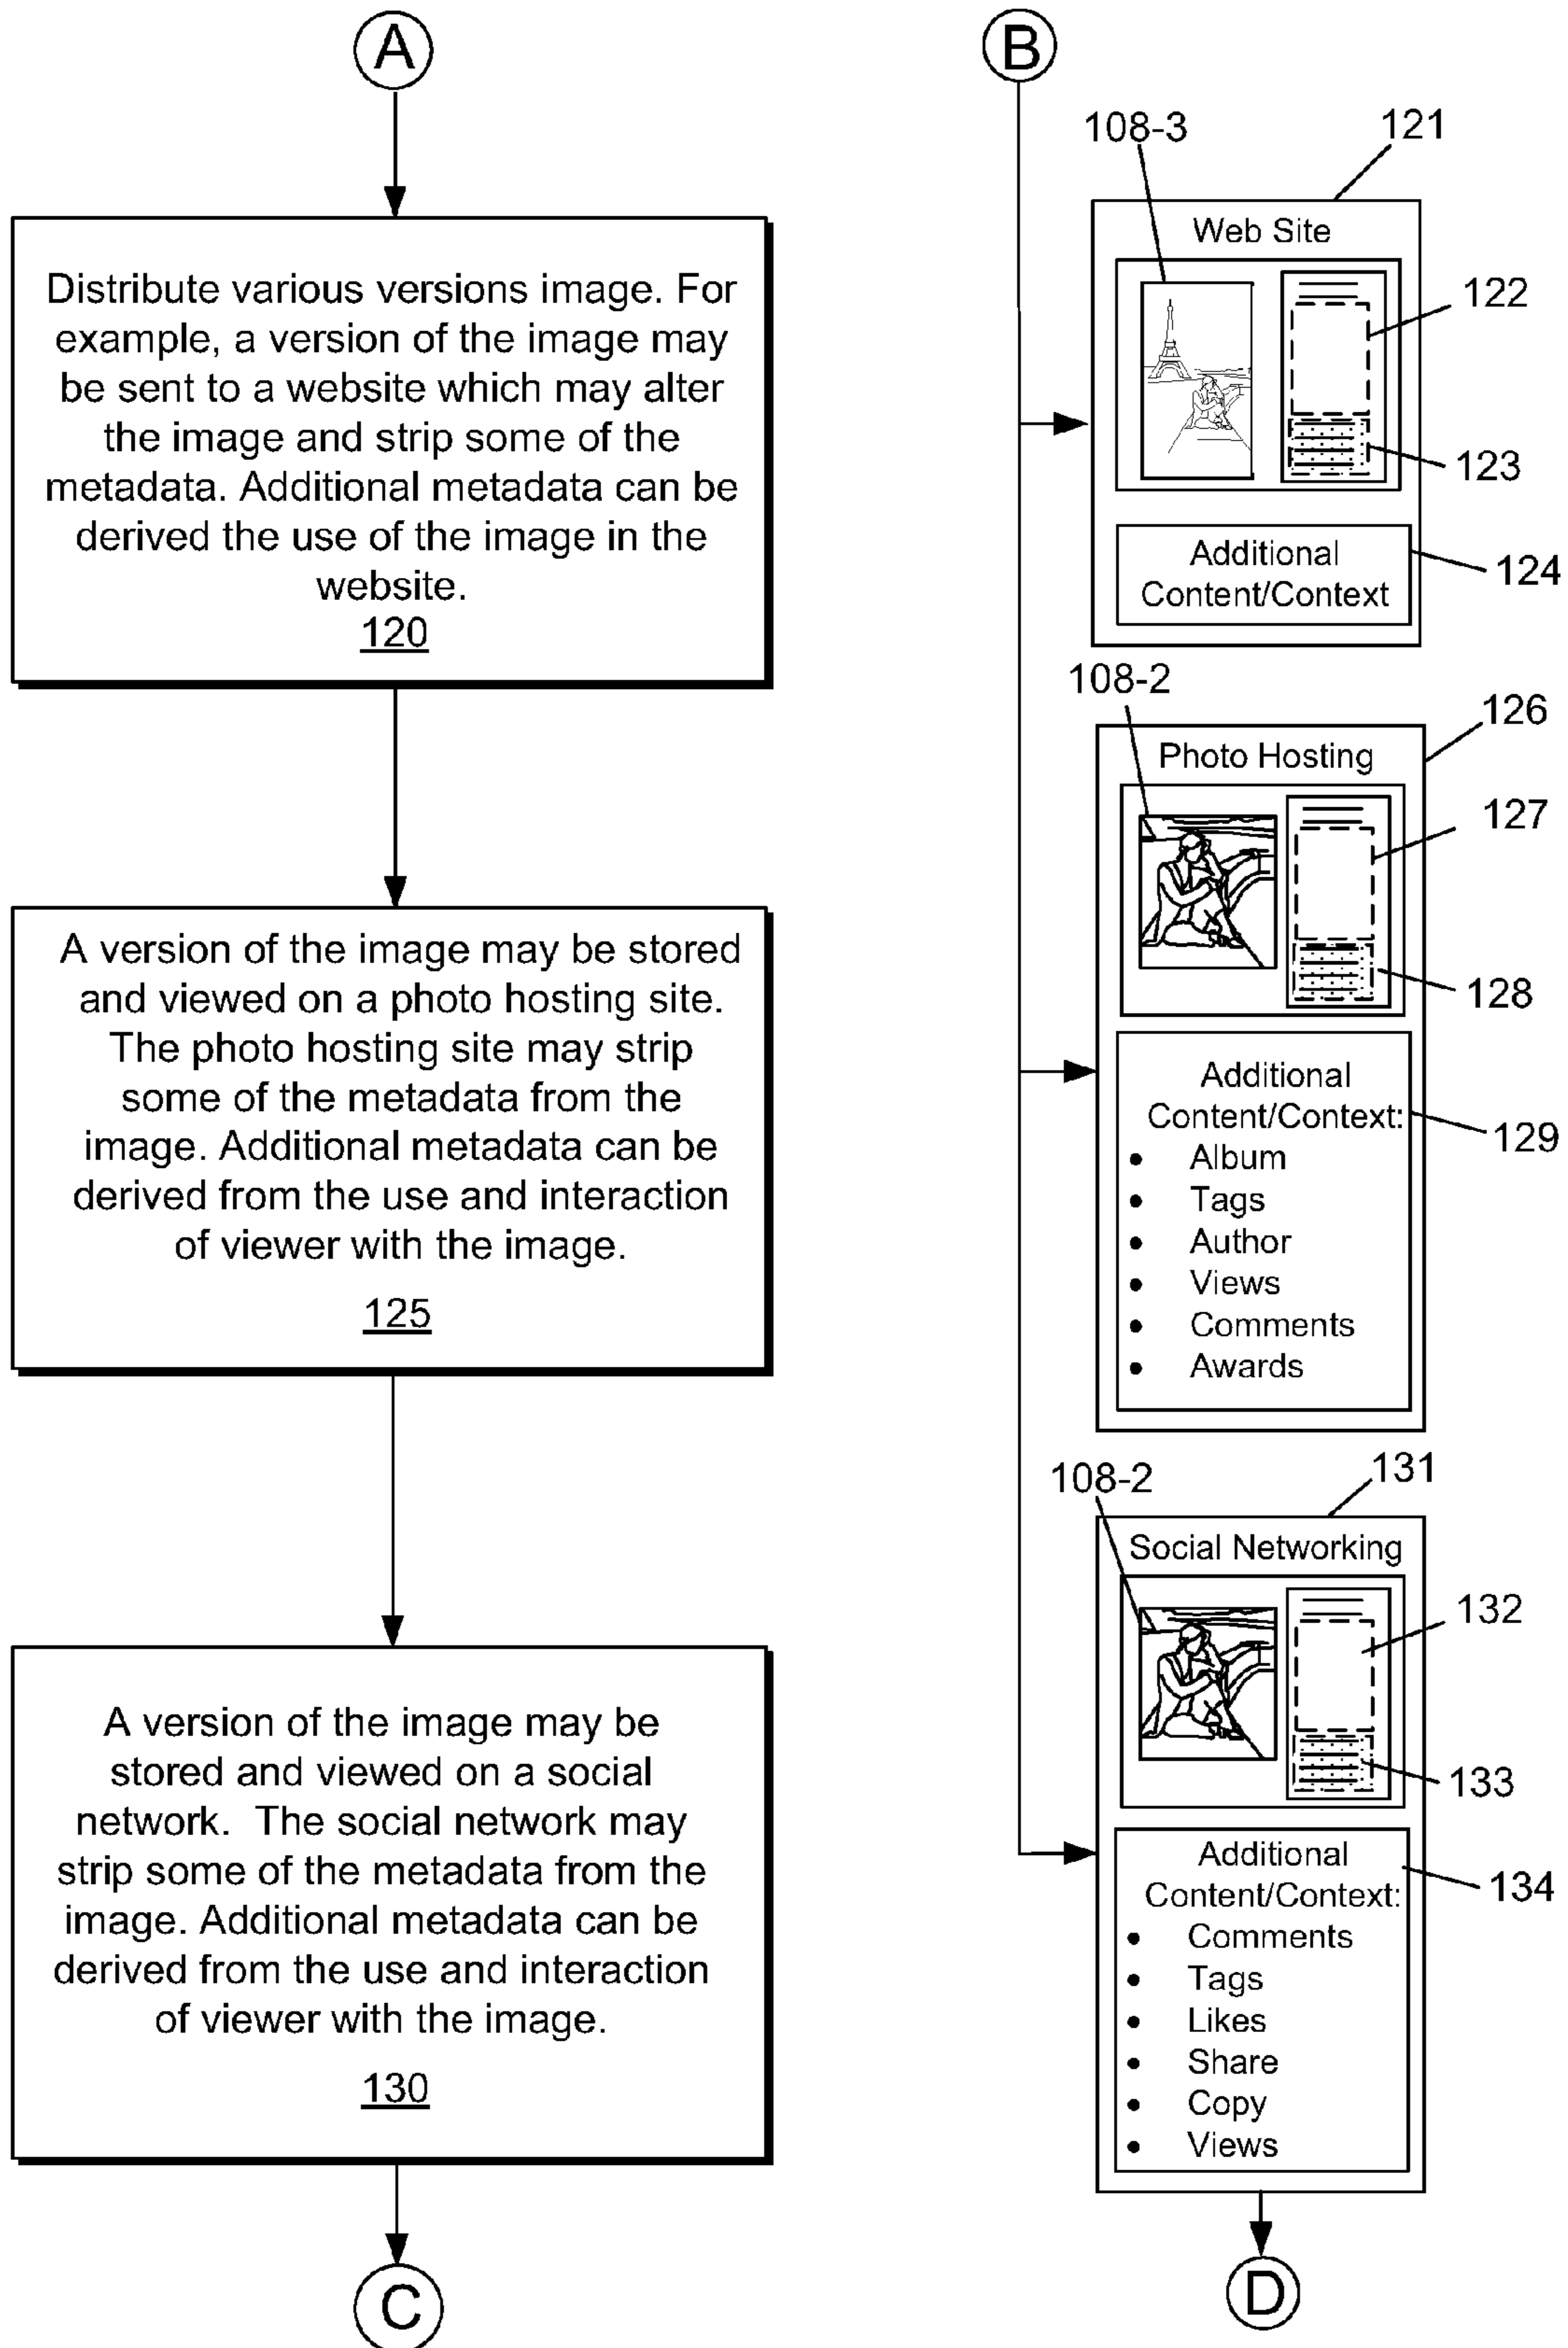 A
Distribute various versions image. For
example, a version of the image may
be sent to a website which may alter
the image and strip some of the
metadata. Additional metadata can be
derived the use of the image in the
website.
120
A version of the image may be stored
and viewed on a photo hosting site.
The photo hosting site may strip
some of the metadata from the
image. Additional metadata can be
derived from the use and interaction
of viewer with the image.
125
A version of the image may be
stored and viewed on a social
network.  The social network may
strip some of the metadata from the
image. Additional metadata can be
derived from the use and interaction
of viewer with the image.
130
C
B
108-3
121
Web Site
122
123
Additional
Content/Context
124
108-2
126
Photo Hosting
127
128
Additional
Content/Context:
129
• Album
• Tags
• Author
• Views
• Comments
• Awards
108-2
131
Social Networking
132
133
Additional
Content/Context:
134
• Comments
• Tags
• Likes
• Share
• Copy
• Views
D